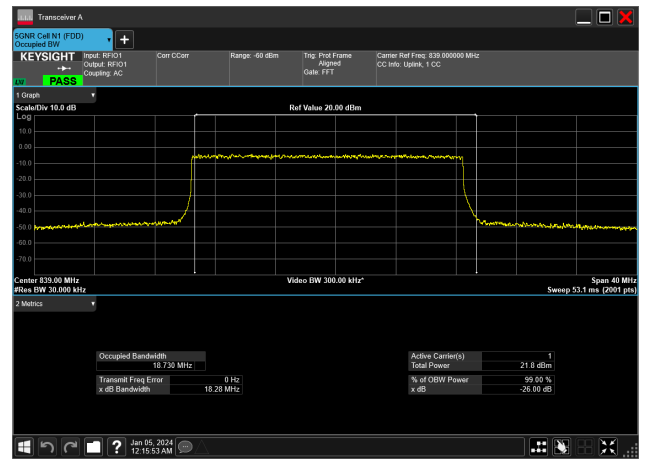 Transceiver A
5GNR Cell N1 (FDD)
Occupied BW
KEYSIGHT
LXI
PASS
Input: RFIO1
Output: RFIO1
Coupling: AC
Corr CCorr
Range: -60 dBm
Trig: Prot Frame
Aligned
Gate: FFT
Carrier Ref Freq: 839.000000 MHz
CC Info: Uplink, 1 CC
1 Graph
Scale/Div 10.0 dB
Ref Value 20.00 dBm
Log
10.0
0.00
-10.0
-20.0
-30.0
-40.0
-50.0
-60.0
-70.0
Center 839.00 MHz
Video BW 300.00 kHz*
Span 40 MHz
#Res BW 30.000 kHz
Sweep 53.1 ms (2001 pts)
2 Metrics
Occupied Bandwidth
18.730 MHz
Transmit Freq Error 0 Hz
x dB Bandwidth 18.28 MHz
Active Carrier(s) 1
Total Power 21.8 dBm
% of OBW Power 99.00 %
x dB -26.00 dB
?
Jan 05, 2024
12:15:53 AM